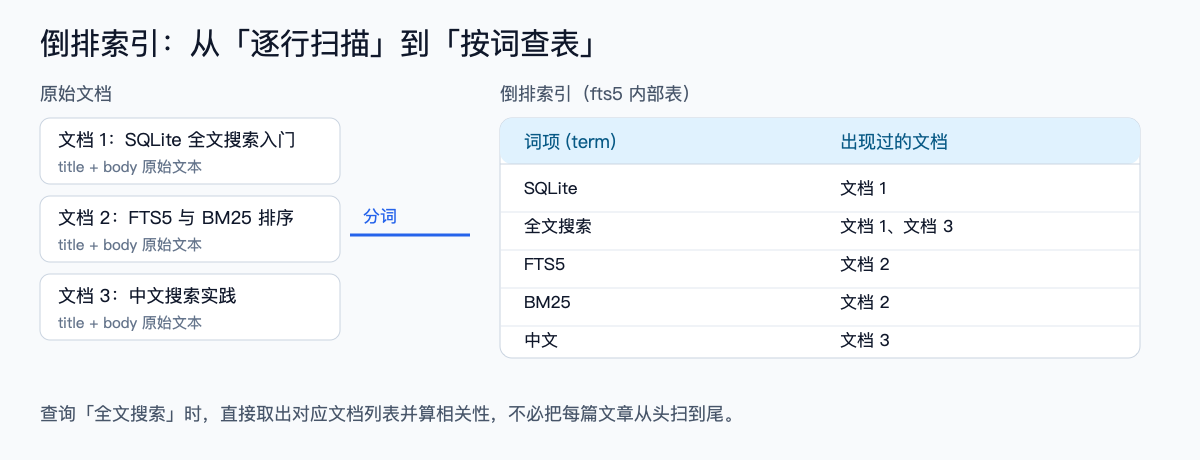 倒排索引：从「逐行扫描」到「按词查表」
原始文档
文档 1：SQLite 全文搜索入门
title + body 原始文本
文档 2：FTS5 与 BM25 排序
title + body 原始文本
文档 3：中文搜索实践
title + body 原始文本
分词
倒排索引（fts5 内部表）
词项 (term) 出现过的文档
SQLite 文档 1
全文搜索 文档 1、文档 3
FTS5 文档 2
BM25 文档 2
中文 文档 3
查询「全文搜索」时，直接取出对应文档列表并算相关性，不必把每篇文章从头扫到尾。